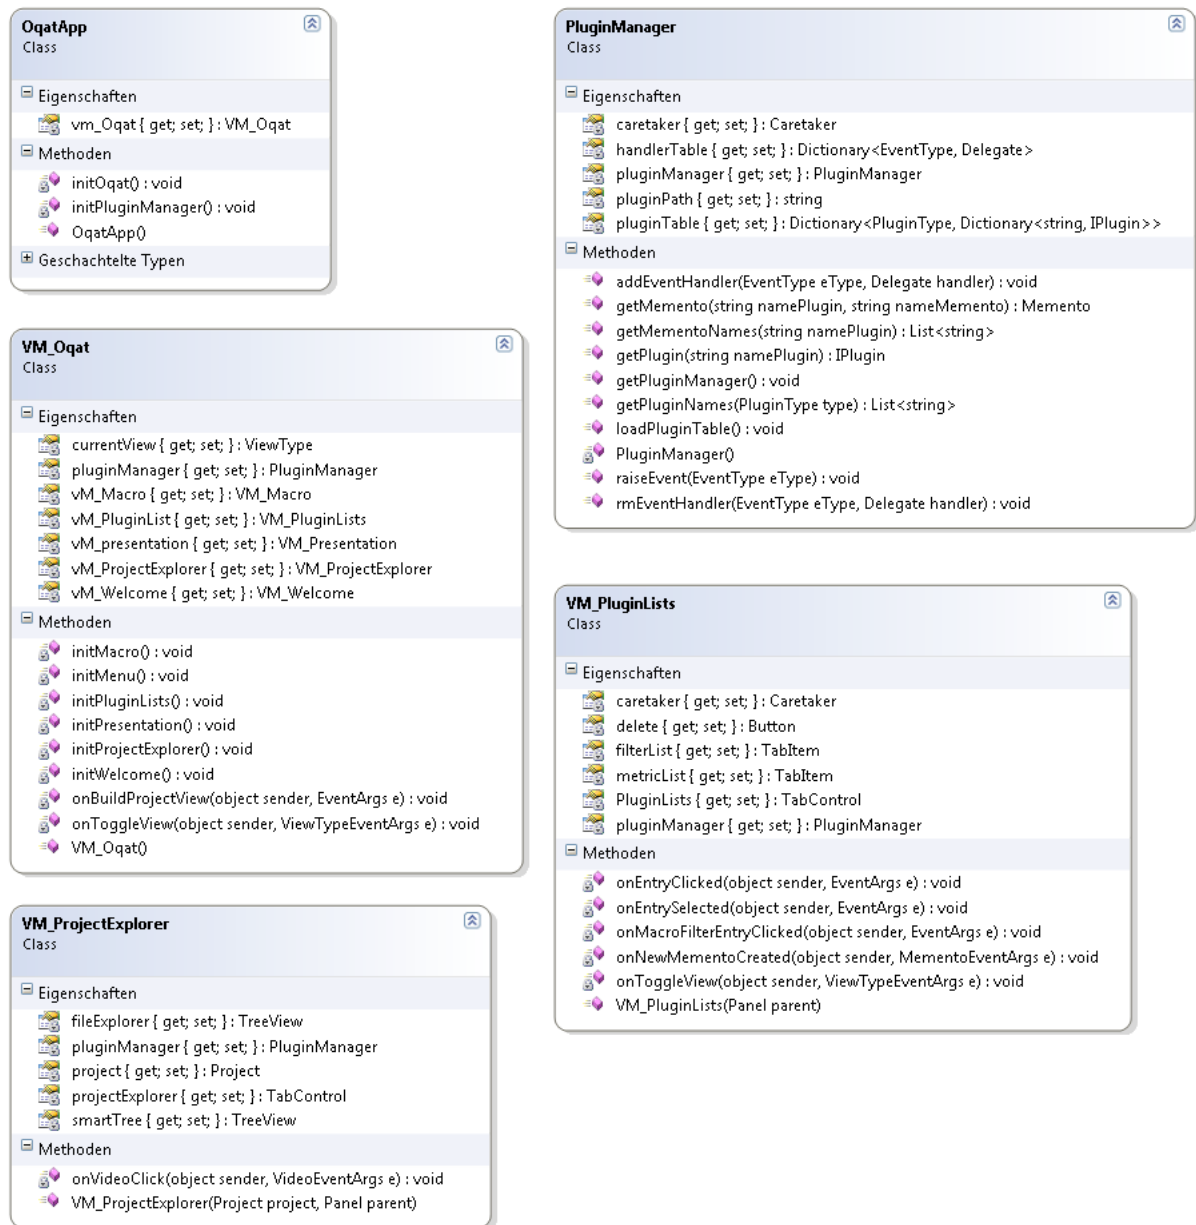 OqatApp
Class
Eigenschaften
vm_Oqat { get; set; } : VM_Oqat
Methoden
initOqat() : void
initPluginManager() : void
OqatApp()
Geschachtelte Typen
VM_Oqat
Class
Eigenschaften
currentView { get; set; } : ViewType
pluginManager { get; set; } : PluginManager
vM_Macro { get; set; } : VM_Macro
vM_PluginList { get; set; } : VM_PluginLists
vM_presentation { get; set; } : VM_Presentation
vM_ProjectExplorer { get; set; } : VM_ProjectExplorer
vM_Welcome { get; set; } : VM_Welcome
Methoden
initMacro() : void
initMenu() : void
initPluginLists() : void
initPresentation() : void
initProjectExplorer() : void
initWelcome() : void
onBuildProjectView(object sender, EventArgs e) : void
onToggleView(object sender, ViewTypeEventArgs e) : void
VM_Oqat()
VM_ProjectExplorer
Class
Eigenschaften
fileExplorer { get; set; } : TreeView
pluginManager { get; set; } : PluginManager
project { get; set; } : Project
projectExplorer { get; set; } : TabControl
smartTree { get; set; } : TreeView
Methoden
onVideoClick(object sender, VideoEventArgs e) : void
VM_ProjectExplorer(Project project, Panel parent)
PluginManager
Class
Eigenschaften
caretaker { get; set; } : Caretaker
handlerTable { get; set; } : Dictionary<EventType, Delegate>
pluginManager { get; set; } : PluginManager
pluginPath { get; set; } : string
pluginTable { get; set; } : Dictionary<PluginType, Dictionary<string, IPlugin>>
Methoden
addEventHandler(EventType eType, Delegate handler) : void
getMemento(string namePlugin, string nameMemento) : Memento
getMementoNames(string namePlugin) : List<string>
getPlugin(string namePlugin) : IPlugin
getPluginManager() : void
getPluginNames(PluginType type) : List<string>
loadPluginTable() : void
PluginManager()
raiseEvent(EventType eType) : void
rmEventHandler(EventType eType, Delegate handler) : void
VM_PluginLists
Class
Eigenschaften
caretaker { get; set; } : Caretaker
delete { get; set; } : Button
filterList { get; set; } : TabItem
metricList { get; set; } : TabItem
PluginLists { get; set; } : TabControl
pluginManager { get; set; } : PluginManager
Methoden
onEntryClicked(object sender, EventArgs e) : void
onEntrySelected(object sender, EventArgs e) : void
onMacroFilterEntryClicked(object sender, EventArgs e) : void
onNewMementoCreated(object sender, MementoEventArgs e) : void
onToggleView(object sender, ViewTypeEventArgs e) : void
VM_PluginLists(Panel parent)